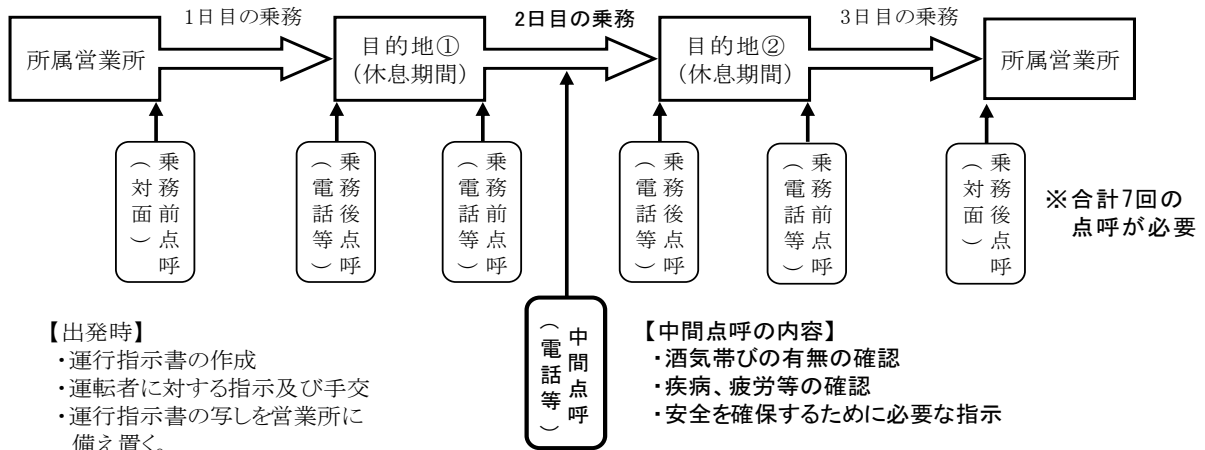 1日目の乗務
2日目の乗務
3日目の乗務
所属営業所
目的地①
(休息期間)
目的地②
(休息期間)
所属営業所
乗務前点呼
(対面)
乗務後点呼
(電話等)
乗務前点呼
(電話等)
乗務後点呼
(電話等)
乗務前点呼
(電話等)
乗務後点呼
(対面)
※合計7回の
点呼が必要
中間点呼
(電話等)
【出発時】
・運行指示書の作成
・運転者に対する指示及び手交
・運行指示書の写しを営業所に
備え置く。
【中間点呼の内容】
・酒気帯びの有無の確認
・疾病、疲労等の確認
・安全を確保するために必要な指示